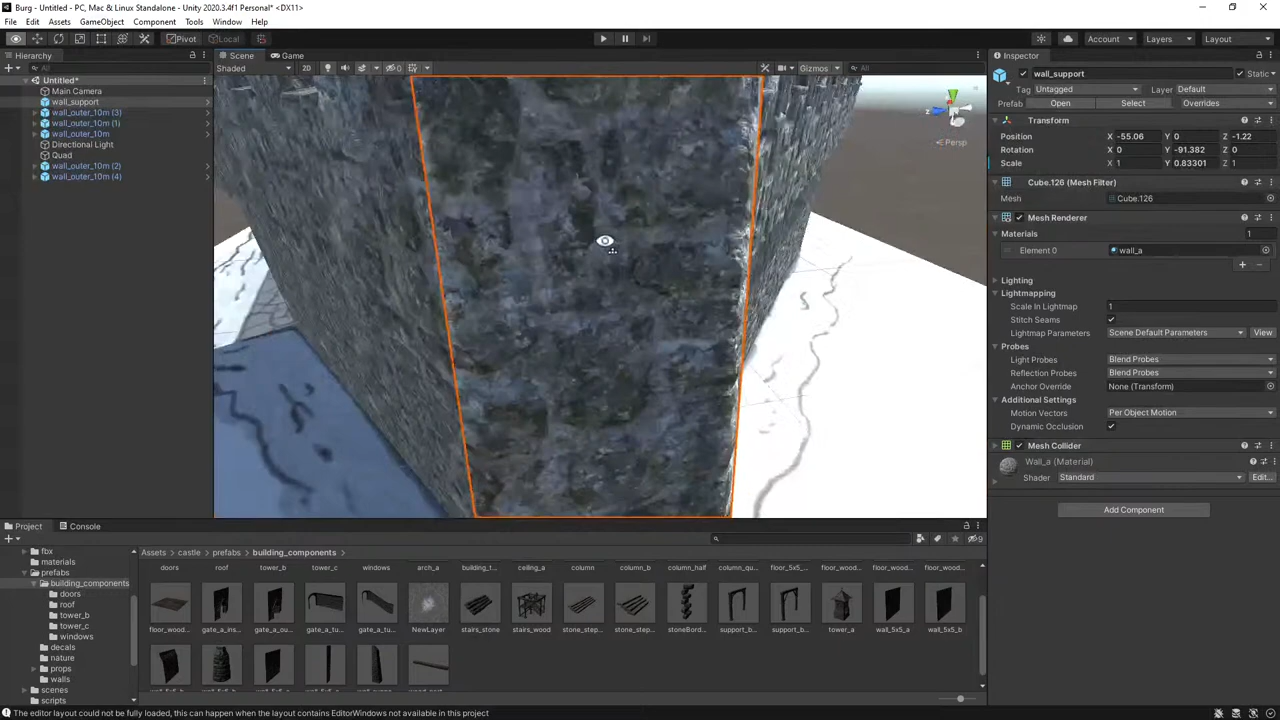 Burg - Untitled - PC, Mac & Linux Standalone - Unity 2020.3.4f1 Personal* <DX11>
File Edit Assets GameObject Component Tools Window Help
Pivot Local Account Layers Layout
Hierarchy
All
Untitled*
Main Camera
wall_support
wall_outer_10m (3)
wall_outer_10m (1)
wall_outer_10m
Directional Light
Quad
wall_outer_10m (2)
wall_outer_10m (4)
Scene Game
Shaded 2D 0 Gizmos All
z
Persp
Inspector
wall_support Static
Tag Untagged Layer Default
Prefab Open Select Overrides
Transform
Position X -55.06 Y 0 Z -1.22
Rotation X 0 Y -91.382 Z 0
Scale X 1 Y 0.83301 Z 1
Cube.126 (Mesh Filter)
Mesh Cube.126
Mesh Renderer
Materials 1
Element 0 wall_a
Lighting
Lightmapping
Scale In Lightmap 1
Stitch Seams
Lightmap Parameters Scene Default Parameters View
Probes
Light Probes Blend Probes
Reflection Probes Blend Probes
Anchor Override None (Transform)
Additional Settings
Motion Vectors Per Object Motion
Dynamic Occlusion
Mesh Collider
Wall_a (Material)
Shader Standard Edit...
Add Component
Project Console
9
fbx
materials
prefabs
building_components
doors
roof
tower_b
tower_c
windows
decals
nature
props
walls
scenes
scripts
Assets castle prefabs building_components
doors roof tower_b tower_c windows arch_a building_t... ceiling_a column column_b column_half column_qu... floor_5x5_... floor_wood... floor_wood... floor_wood...
floor_wood... gate_a_ins... gate_a_ou... gate_a_tu... gate_a_tu... NewLayer stairs_stone stairs_wood stone_step... stone_step... stoneBord... support_b... support_b... tower_a wall_5x5_a wall_5x5_b
The editor layout could not be fully loaded, this can happen when the layout contains EditorWindows not available in this project